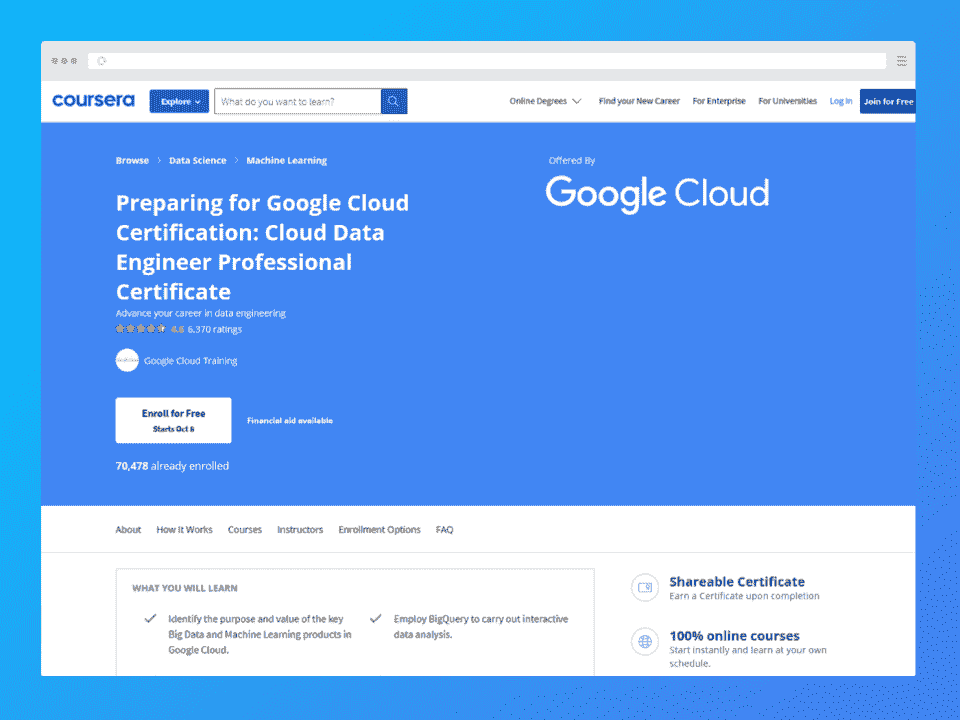 coursera
Explore
What do you want to learn?
Online Degrees
Find your New Career
For Enterprise
For Universities
Log In
Join for Free
Browse > Data Science > Machine Learning
Offered By
Google Cloud
Preparing for Google Cloud
Certification: Cloud Data
Engineer Professional
Certificate
Advance your career in data engineering
4.6 6,370 ratings
Google Cloud Training
Enroll for Free
Starts Oct 6
Financial aid available
70,478 already enrolled
About
How It Works
Courses
Instructors
Enrollment Options
FAQ
WHAT YOU WILL LEARN
Identify the purpose and value of the key
Big Data and Machine Learning products in
Google Cloud.
Employ BigQuery to carry out interactive
data analysis.
Shareable Certificate
Earn a Certificate upon completion
100% online courses
Start instantly and learn at your own
schedule.